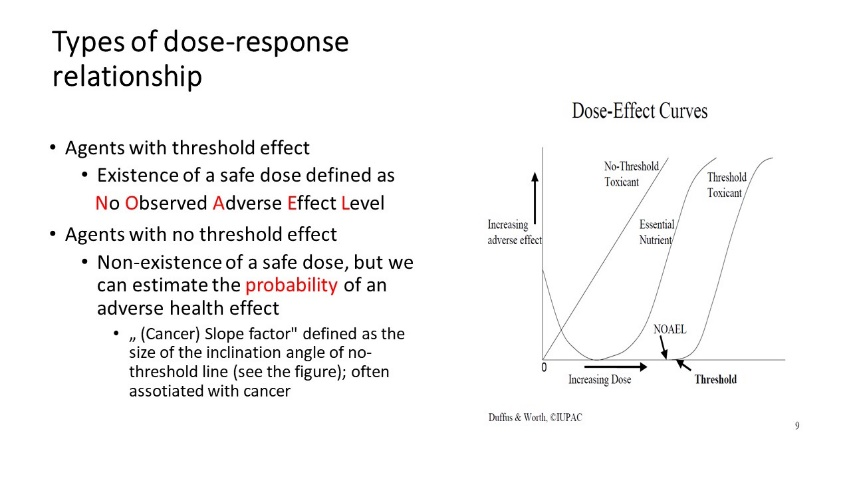 Types of dose-response
relationship
• Agents with threshold effect
• Existence of a safe dose defined as
No Observed Adverse Effect Level
• Agents with no threshold effect
• Non-existence of a safe dose, but we
can estimate the probability of an
adverse health effect
• „ (Cancer) Slope factor" defined as the
size of the inclination angle of no-
threshold line (see the figure); often
assotiated with cancer
Dose-Effect Curves
No-Threshold
Toxicant
Threshold
Toxicant
Increasing
adverse effect
Essential
Nutrient
NOAEL
0
Increasing Dose
Threshold
Duffus & Worth, ©IUPAC
9